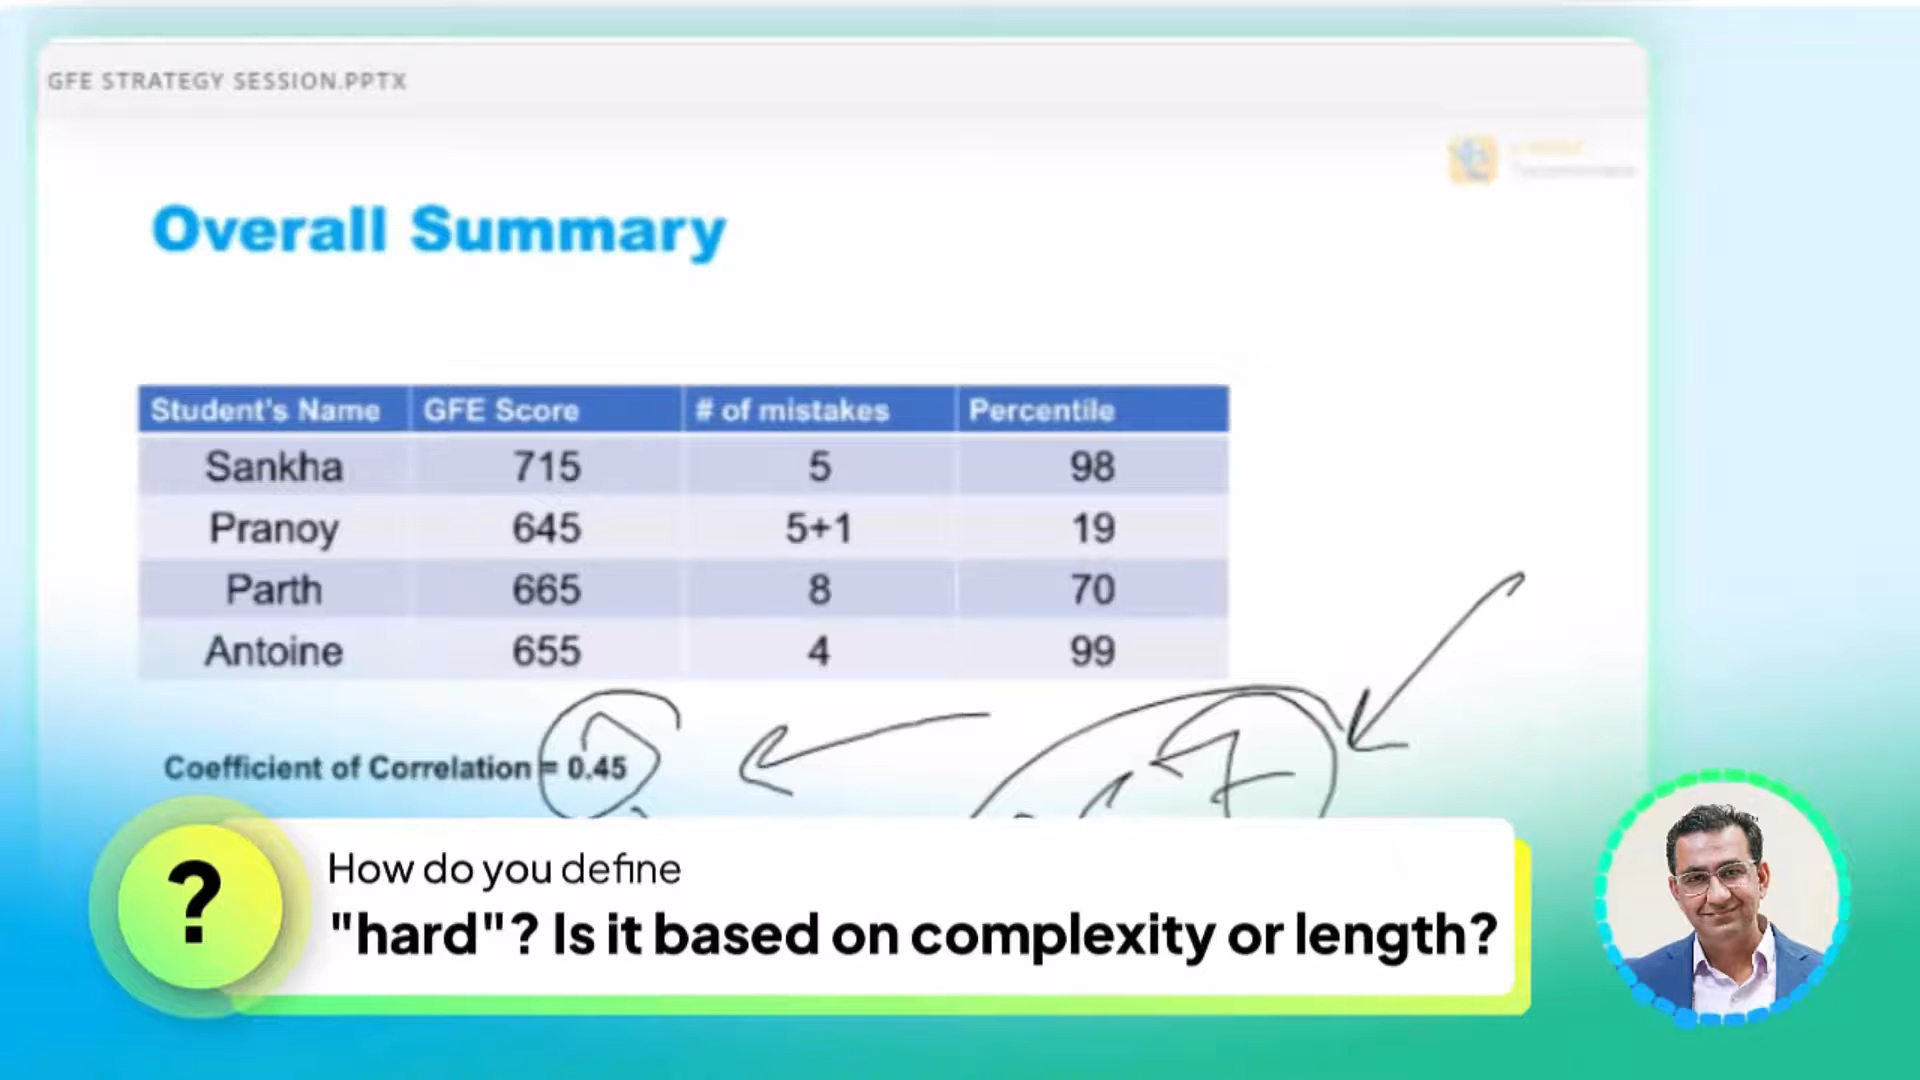 GFE STRATEGY SESSION.PPTX
Overall Summary
Student's Name GFE Score # of mistakes Percentile
Sankha 715 5 98
Pranoy 645 5+1 19
Parth 665 8 70
Antoine 655 4 99
Coefficient of Correlation = 0.45
?
How do you define
"hard"? Is it based on complexity or length?